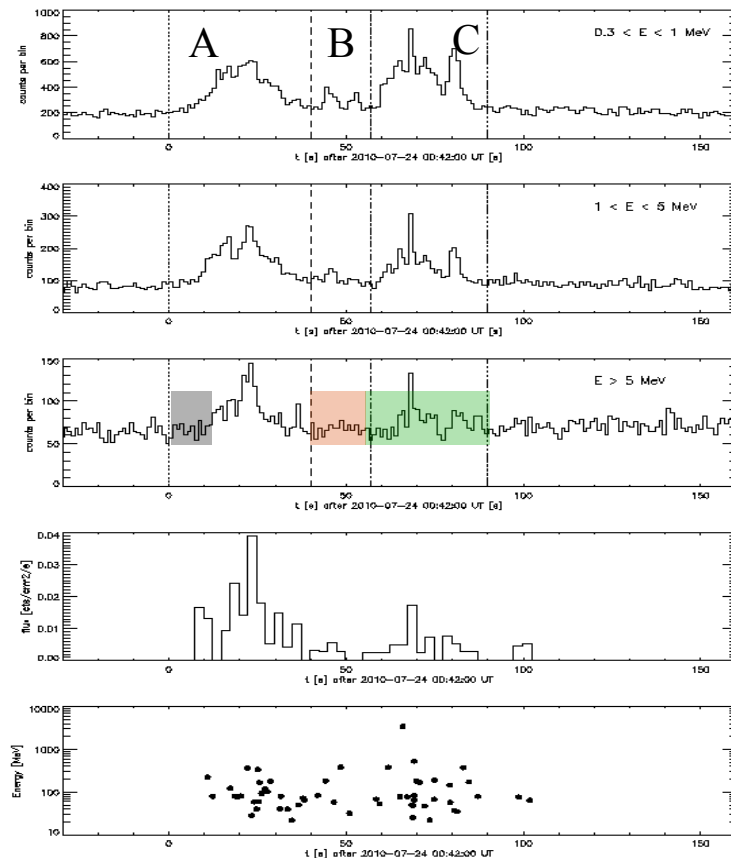 1000
800
600
400
200
0
counts per bin
A B C
0.3 < E < 1 MeV
0 50 100 150
t [s] after 2010-07-24 00:42:00 UT [s]
400
300
200
100
0
counts per bin
1 < E < 5 MeV
0 50 100 150
t [s] after 2010-07-24 00:42:00 UT [s]
150
100
50
0
counts per bin
E > 5 MeV
0 50 100 150
t [s] after 2010-07-24 00:42:00 UT [s]
0.04
0.03
0.02
0.01
0.00
flux [cts/cm2/s]
0 50 100 150
t [s] after 2010-07-24 00:42:00 UT
10000
1000
100
10
Energy [MeV]
0 50 100 150
t [s] after 2010-07-24 00:42:00 UT